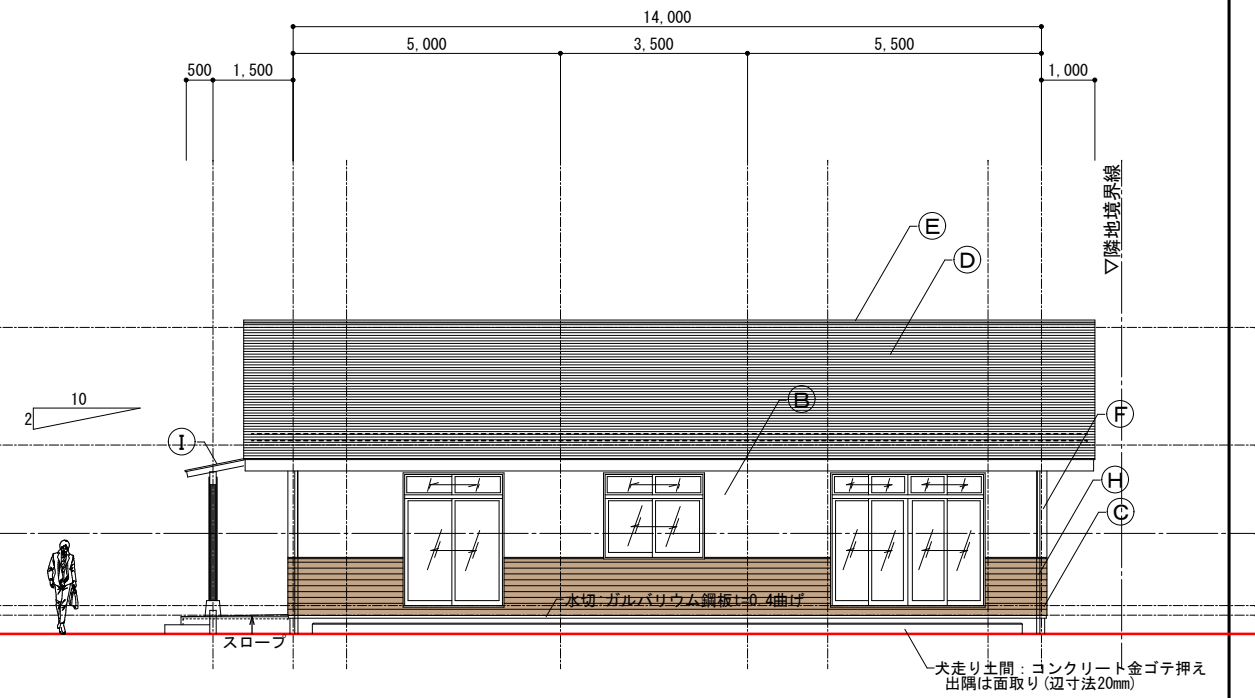 14,000
5,000
3,500
5,500
500
1,500
1,000
▽隣地境界線
E
D
10
2
B
F
I
H
C
水切:ガルバリウム鋼板t=0.4曲げ
スロープ
犬走り土間：コンクリート金ゴテ押え
出隅は面取り(辺寸法20mm)